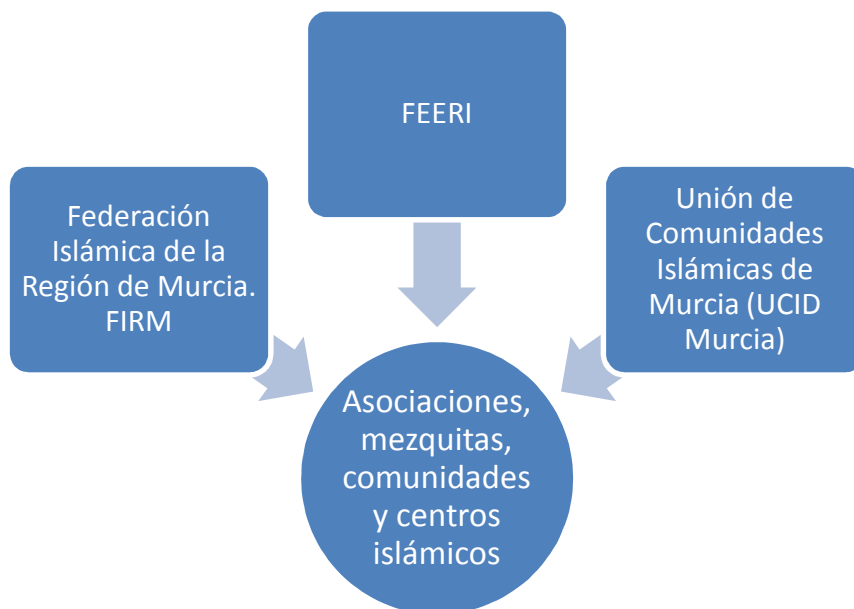 FEERI
Federación
Islámica de la
Región de Murcia.
FIRM
Unión de
Comunidades
Islámicas de
Murcia (UCID
Murcia)
Asociaciones,
mezquitas,
comunidades
y centros
islámicos